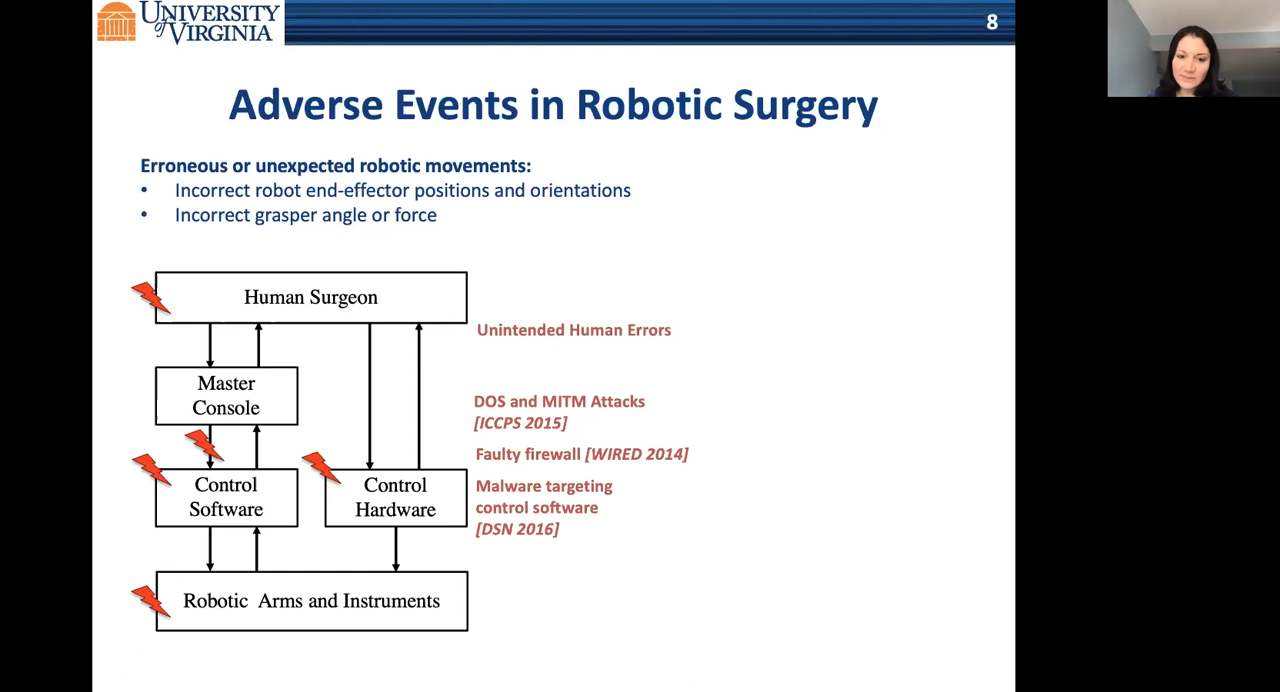 UNIVERSITY
of VIRGINIA
8
Adverse Events in Robotic Surgery
Erroneous or unexpected robotic movements:
• Incorrect robot end-effector positions and orientations
• Incorrect grasper angle or force
Human Surgeon
Unintended Human Errors
Master
Console
DOS and MITM Attacks
[ICCPS 2015]
Faulty firewall [WIRED 2014]
Control
Software
Control
Hardware
Malware targeting
control software
[DSN 2016]
Robotic Arms and Instruments